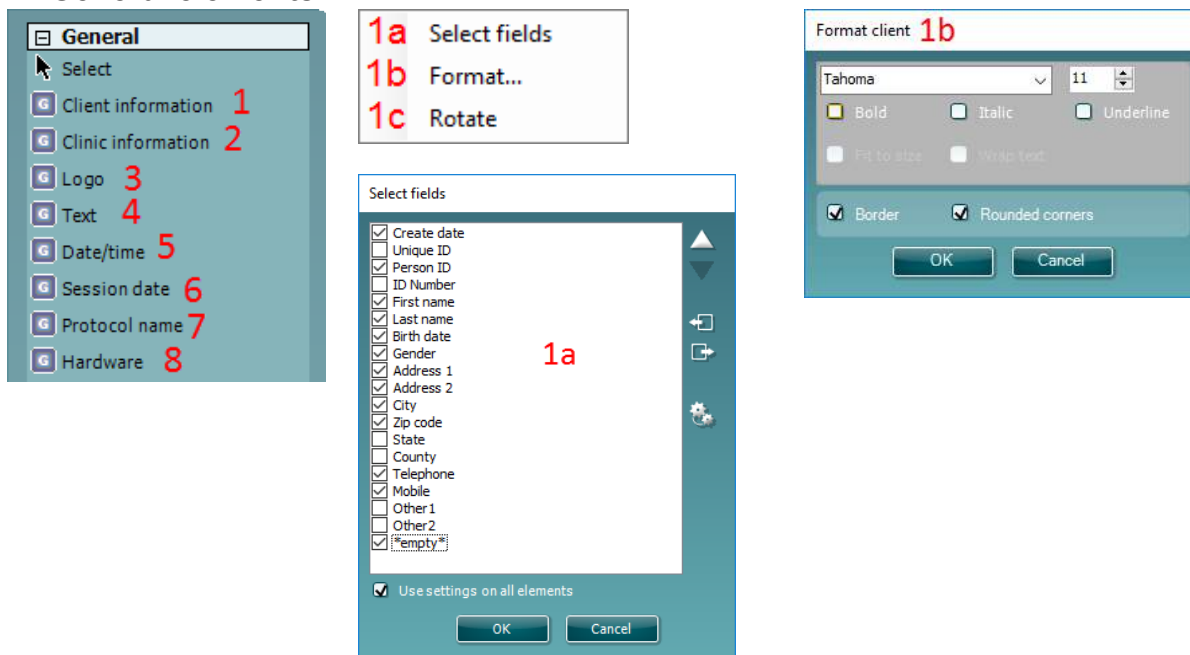 General
Select
Client information 1
Clinic information 2
Logo 3
Text 4
Date/time 5
Session date 6
Protocol name 7
Hardware 8
1a Select fields
1b Format...
1c Rotate
Select fields
Create date
Unique ID
Person ID
ID Number
First name
Last name
Birth date
Gender
1a
Address 1
Address 2
City
Zip code
State
County
Telephone
Mobile
Other1
Other2
*empty*
Use settings on all elements
OK Cancel
Format client 1b
Tahoma 11
Bold Italic Underline
Fit to size Wrap text
Border Rounded corners
OK Cancel